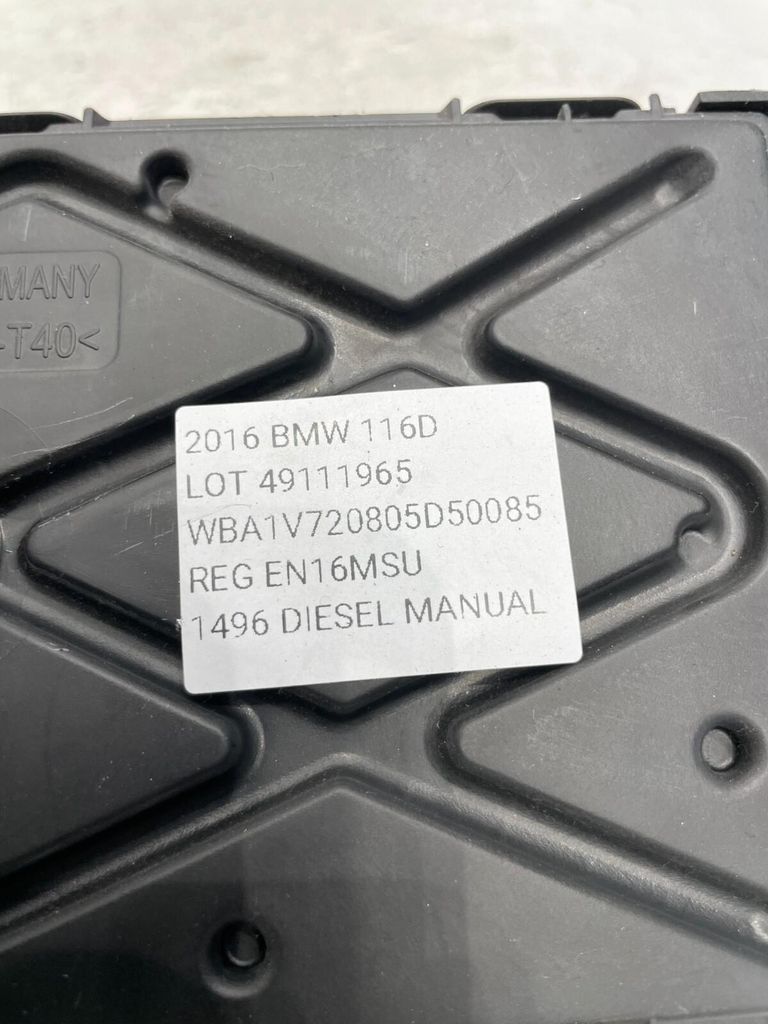 MANY
-T40<
2016 BMW 116D
LOT 49111965
WBA1V720805D50085
REG EN16MSU
1496 DIESEL MANUAL